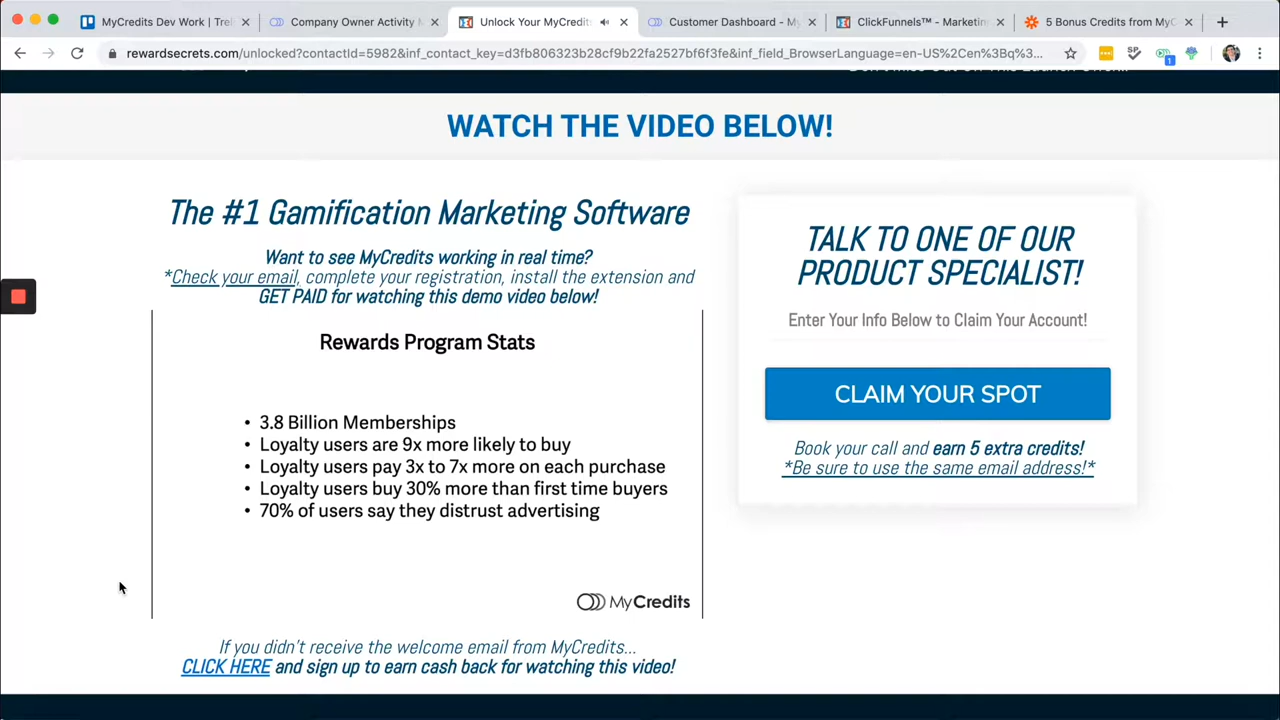 MyCredits Dev Work | Trel
Company Owner Activity
Unlock Your MyCredits
Customer Dashboard - My
ClickFunnels™ - Marketin
5 Bonus Credits from MyC
rewardsecrets.com/unlocked?contactId=5982&inf_contact_key=d3fb806323b28cf9b22fa2527bf6f3fe&inf_field_BrowserLanguage=en-US%2Cen%3Bq%3...
SP
1
WATCH THE VIDEO BELOW!
The #1 Gamification Marketing Software
Want to see MyCredits working in real time?
*Check your email, complete your registration, install the extension and
GET PAID for watching this demo video below!
Rewards Program Stats
• 3.8 Billion Memberships
• Loyalty users are 9x more likely to buy
• Loyalty users pay 3x to 7x more on each purchase
• Loyalty users buy 30% more than first time buyers
• 70% of users say they distrust advertising
MyCredits
If you didn't receive the welcome email from MyCredits...
CLICK HERE and sign up to earn cash back for watching this video!
TALK TO ONE OF OUR
PRODUCT SPECIALIST!
Enter Your Info Below to Claim Your Account!
CLAIM YOUR SPOT
Book your call and earn 5 extra credits!
*Be sure to use the same email address!*